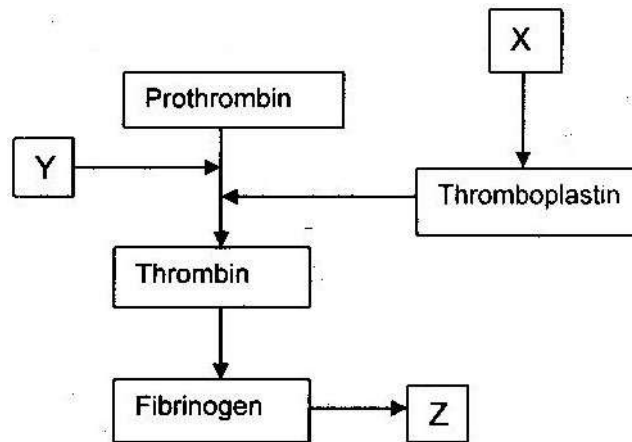 X
Prothrombin
Y
Thromboplastin
Thrombin
Fibrinogen
Z